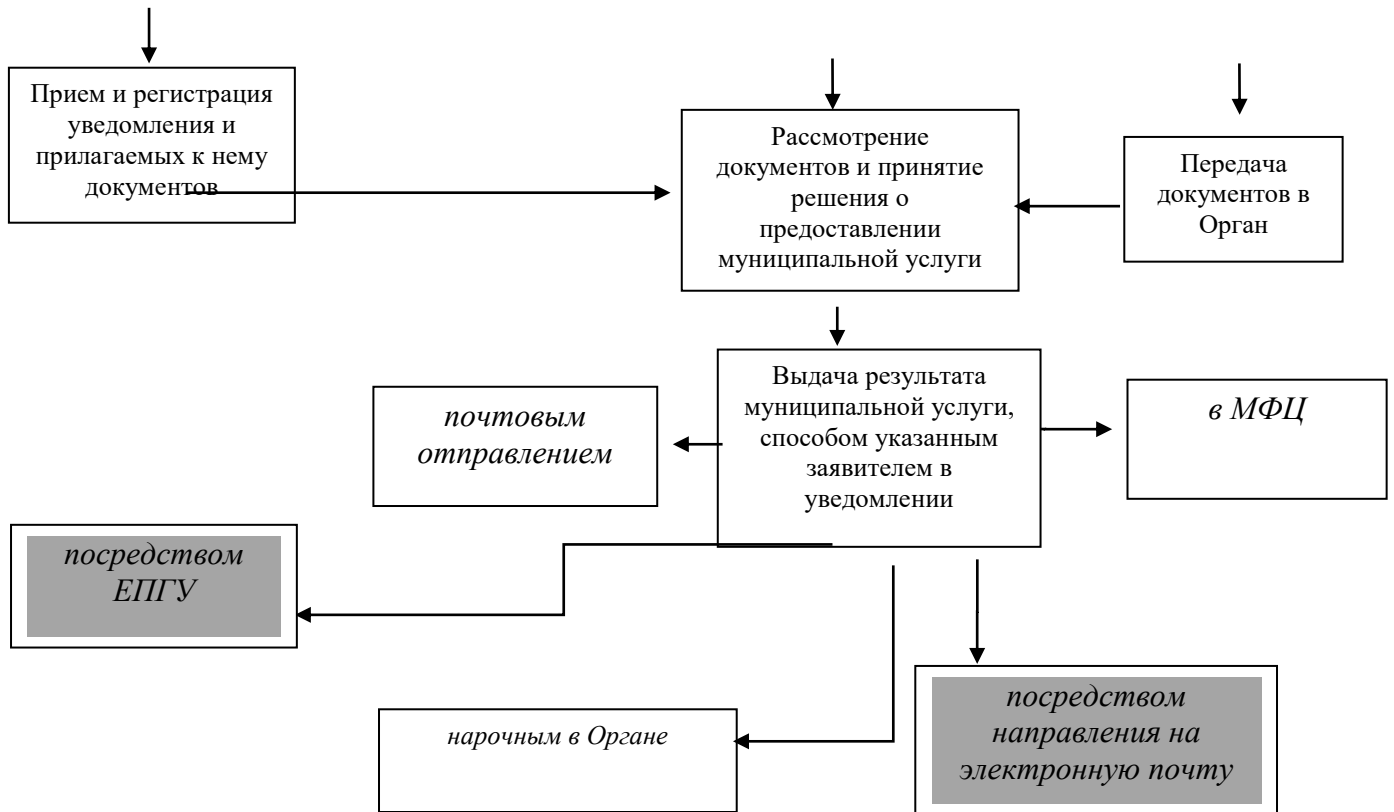 Прием и регистрация
уведомления и
прилагаемых к нему
документов
Рассмотрение
документов и принятие
решения о
предоставлении
муниципальной услуги
Передача
документов в
Орган
Выдача результата
муниципальной услуги,
способом указанным
заявителем в
уведомлении
почтовым
отправлением
в МФЦ
посредством
ЕПГУ
нарочным в Органе
посредством
направления на
электронную почту